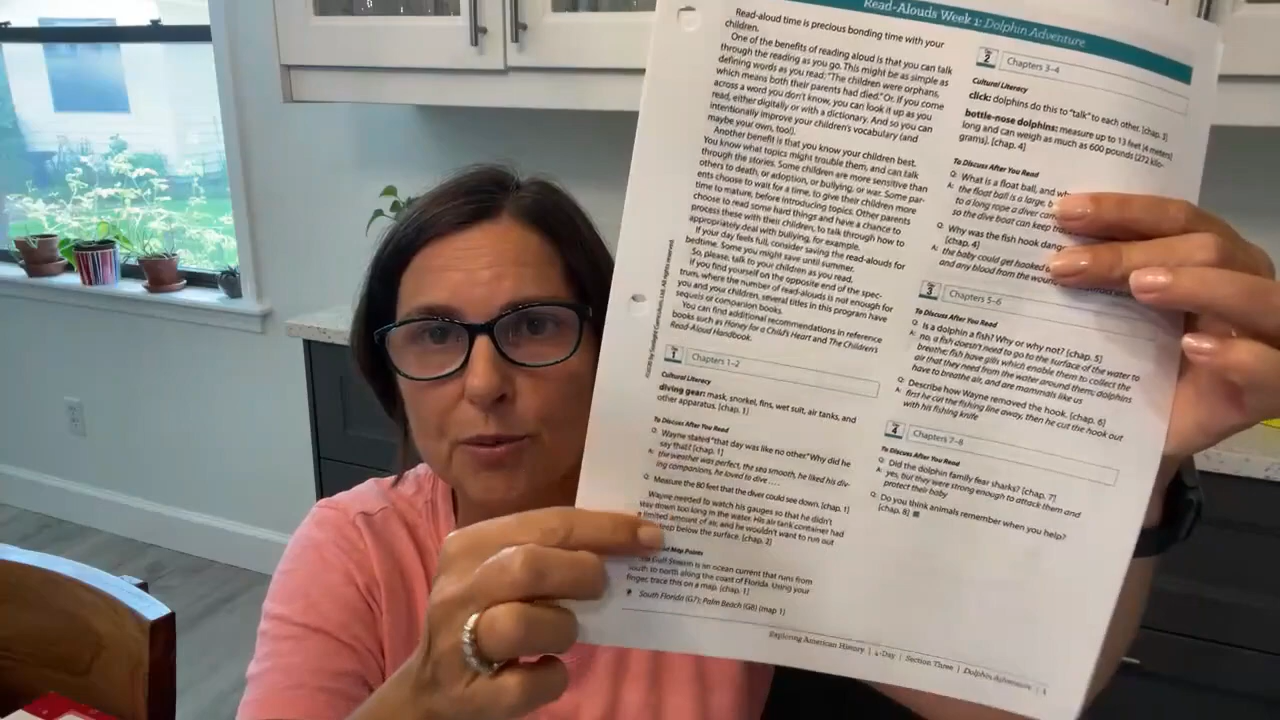 Read-Alouds Week 1: Dolphin Adventure
Read-aloud time is precious bonding time with your
children.
One of the benefits of reading aloud is that you can talk
through the reading as you go. This might be as simple as
defining words as you read: "The children were orphans,
which means both their parents had died." Or, if you come
across a word you don't know, you can look it up as you
read, either digitally or with a dictionary. And so you can
intentionally improve your children's vocabulary (and
maybe your own, too!).
Another benefit is that you know your children best.
You know what topics might trouble them, and can talk
through the stories. Some children are more sensitive than
others to death, or adoption, or bullying, or war. Some par-
ents choose to wait for a time, to give their children more
time to mature, before introducing topics. Other parents
choose to read some hard things and have a chance to
process these with their children, to talk through how to
appropriately deal with bullying, for example.
If your day feels full, consider saving the read-alouds for
bedtime. Some you might save until summer.
So, please, talk to your children as you read.
If you find yourself on the opposite end of the spec-
trum, where the number of read-alouds is not enough for
you and your children, several titles in this program have
sequels or companion books.
You can find additional recommendations in reference
books such as Honey for a Child's Heart and The Children's
Read-Aloud Handbook.
Day 1 Chapters 1–2
Cultural Literacy
diving gear: mask, snorkel, fins, wet suit, air tanks, and
other apparatus. [chap. 1]
To Discuss After You Read
Q: Wayne stated "that day was like no other." Why did he
say that? [chap. 1]
A: the weather was perfect, the sea smooth, he liked his div-
ing companions, he loved to dive . . . .
Q: Measure the 80 feet that the diver could see down. [chap. 1]
Wayne needed to watch his gauges so that he didn't
stay down too long in the water. His air tank container had
a limited amount of air, and he wouldn't want to run out
deep below the surface. [chap. 2]
Map Points
Gulf Stream is an ocean current that runs from
south to north along the coast of Florida. Using your
finger, trace this on a map. [chap. 1]
South Florida (G7); Palm Beach (G8) (map 1)
Day 2 Chapters 3–4
Cultural Literacy
click: dolphins do this to "talk" to each other. [chap. 3]
bottle-nose dolphins: measure up to 13 feet (4 meters)
long and can weigh as much as 600 pounds (272 kilo-
grams). [chap. 4]
To Discuss After You Read
Q: What is a float ball, and
A: the float ball is a large,
to a long rope a diver
so the dive boat can keep
Q: Why was the fish hook
[chap. 4]
A: the baby could get hooked
and any blood from the wound
Day 3 Chapters 5–6
To Discuss After You Read
Q: Is a dolphin a fish? Why or why not? [chap. 5]
A: no, a fish doesn't need to go to the surface of the water to
breathe; fish have gills which enable them to collect the
air that they need from the water around them; dolphins
have to breathe air, and are mammals like us
Q: Describe how Wayne removed the hook. [chap. 6]
A: first he cut the fishing line away, then he cut the hook out
with his fishing knife
Day 4 Chapters 7–8
To Discuss After You Read
Q: Did the dolphin family fear sharks? [chap. 7]
A: yes, but they were strong enough to attack them and
protect their baby
Q: Do you think animals remember when you help?
[chap. 8]
©2020 by Sonlight Curriculum, Ltd. All rights reserved.
Exploring American History | 4-Day | Section Three | Dolphin Adventure | 1